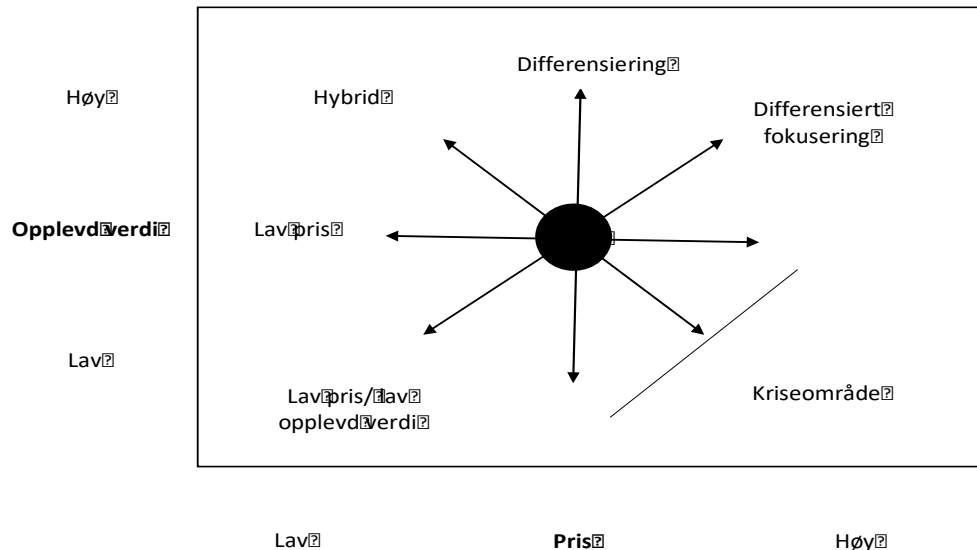 Differensiering
Høy
Hybrid
Differensiert
fokusering
Opplevd verdi
Lav pris
Lav
Lav pris/ lav
opplevd verdi
Kriseområde
Lav
Pris
Høy